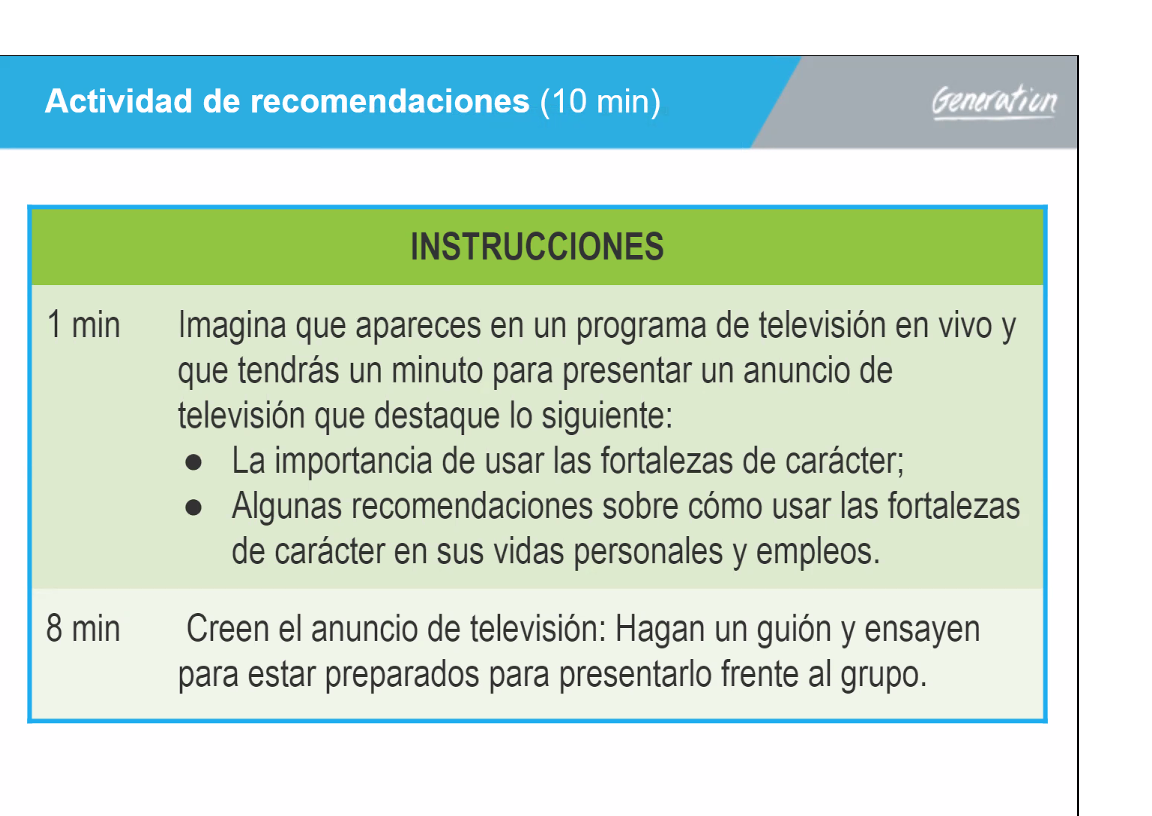 Actividad de recomendaciones (10 min)
Generation
INSTRUCCIONES
1 min Imagina que apareces en un programa de televisión en vivo y
que tendrás un minuto para presentar un anuncio de
televisión que destaque lo siguiente:
● La importancia de usar las fortalezas de carácter;
● Algunas recomendaciones sobre cómo usar las fortalezas
de carácter en sus vidas personales y empleos.
8 min Creen el anuncio de televisión: Hagan un guión y ensayen
para estar preparados para presentarlo frente al grupo.